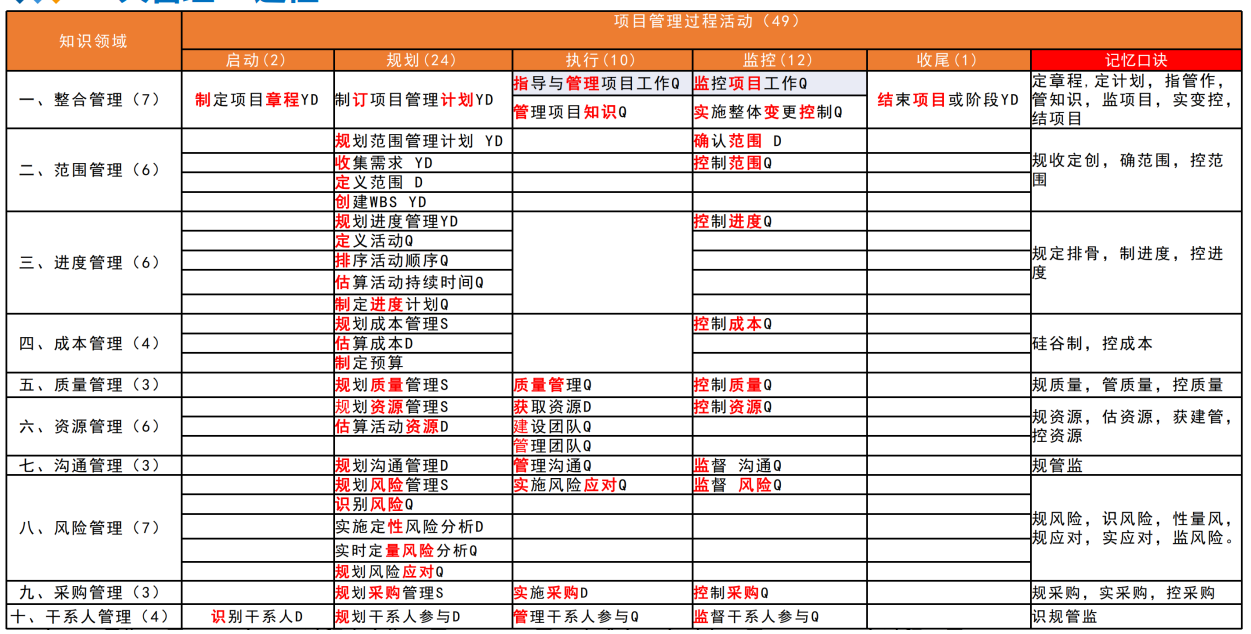 知识领域
项目管理过程活动（49）
启动(2)
规划(24)
执行(10)
监控(12)
收尾(1)
记忆口诀
一、整合管理（7）
制定项目章程YD
制订项目管理计划YD
指导与管理项目工作Q
监控项目工作Q
管理项目知识Q
实施整体变更控制Q
结束项目或阶段YD
定章程,定计划，指管作，
管知识，监项目，实变控，
结项目
二、范围管理（6）
规划范围管理计划 YD
确认范围 D
收集需求 YD
控制范围Q
定义范围 D
创建WBS YD
规收定创，确范围，控范
围
三、进度管理（6）
规划进度管理YD
控制进度Q
定义活动Q
排序活动顺序Q
估算活动持续时间Q
制定进度计划Q
规定排骨，制进度，控进
度
四、成本管理（4）
规划成本管理S
控制成本Q
估算成本D
制定预算
硅谷制，控成本
五、质量管理（3）
规划质量管理S
质量管理Q
控制质量Q
规质量，管质量，控质量
六、资源管理（6）
规划资源管理S
获取资源D
控制资源Q
估算活动资源D
建设团队Q
管理团队Q
规资源，估资源，获建管，
控资源
七、沟通管理（3）
规划沟通管理D
管理沟通Q
监督 沟通Q
规管监
八、风险管理（7）
规划风险管理S
实施风险应对Q
监督 风险Q
识别风险Q
实施定性风险分析D
实时定量风险分析Q
规划风险应对Q
规风险，识风险，性量风，
规应对，实应对，监风险。
九、采购管理（3）
规划采购管理S
实施采购D
控制采购Q
规采购，实采购，控采购
十、干系人管理（4）
识别干系人D
规划干系人参与D
管理干系人参与Q
监督干系人参与Q
识规管监